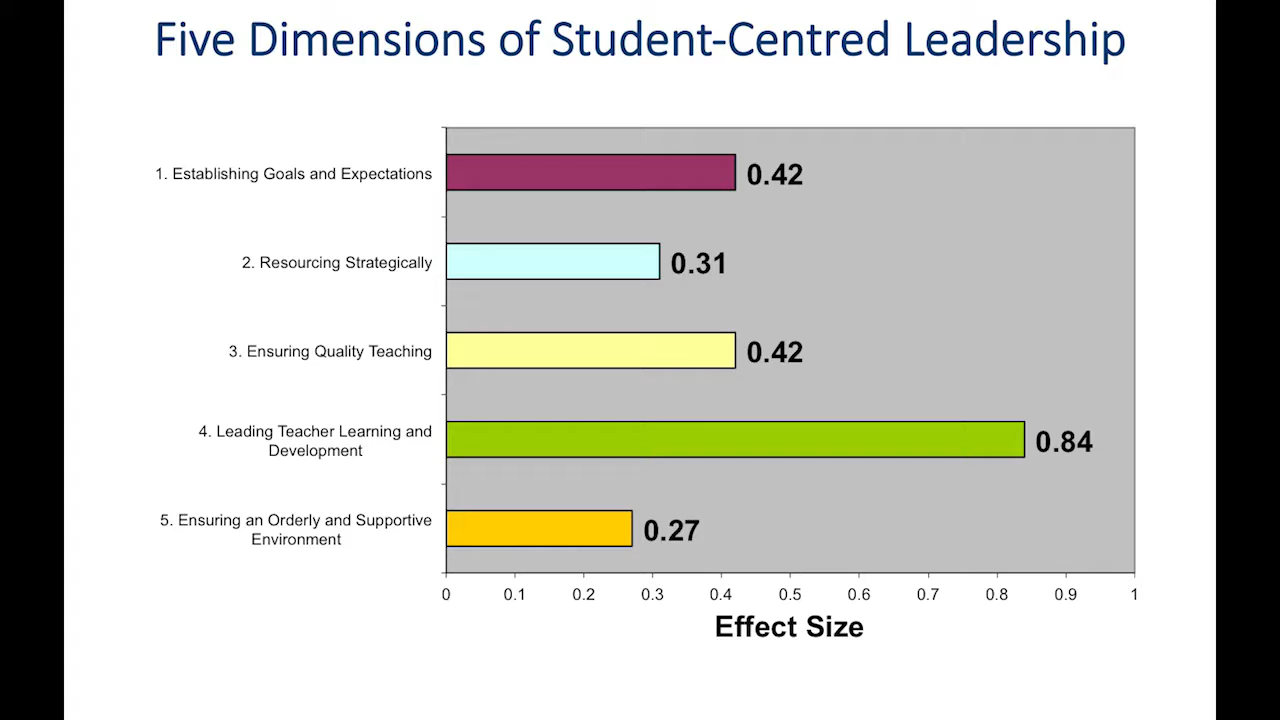 Five Dimensions of Student-Centred Leadership
1. Establishing Goals and Expectations
0.42
2. Resourcing Strategically
0.31
3. Ensuring Quality Teaching
0.42
4. Leading Teacher Learning and
Development
0.84
5. Ensuring an Orderly and Supportive
Environment
0.27
0 0.1 0.2 0.3 0.4 0.5 0.6 0.7 0.8 0.9 1
Effect Size